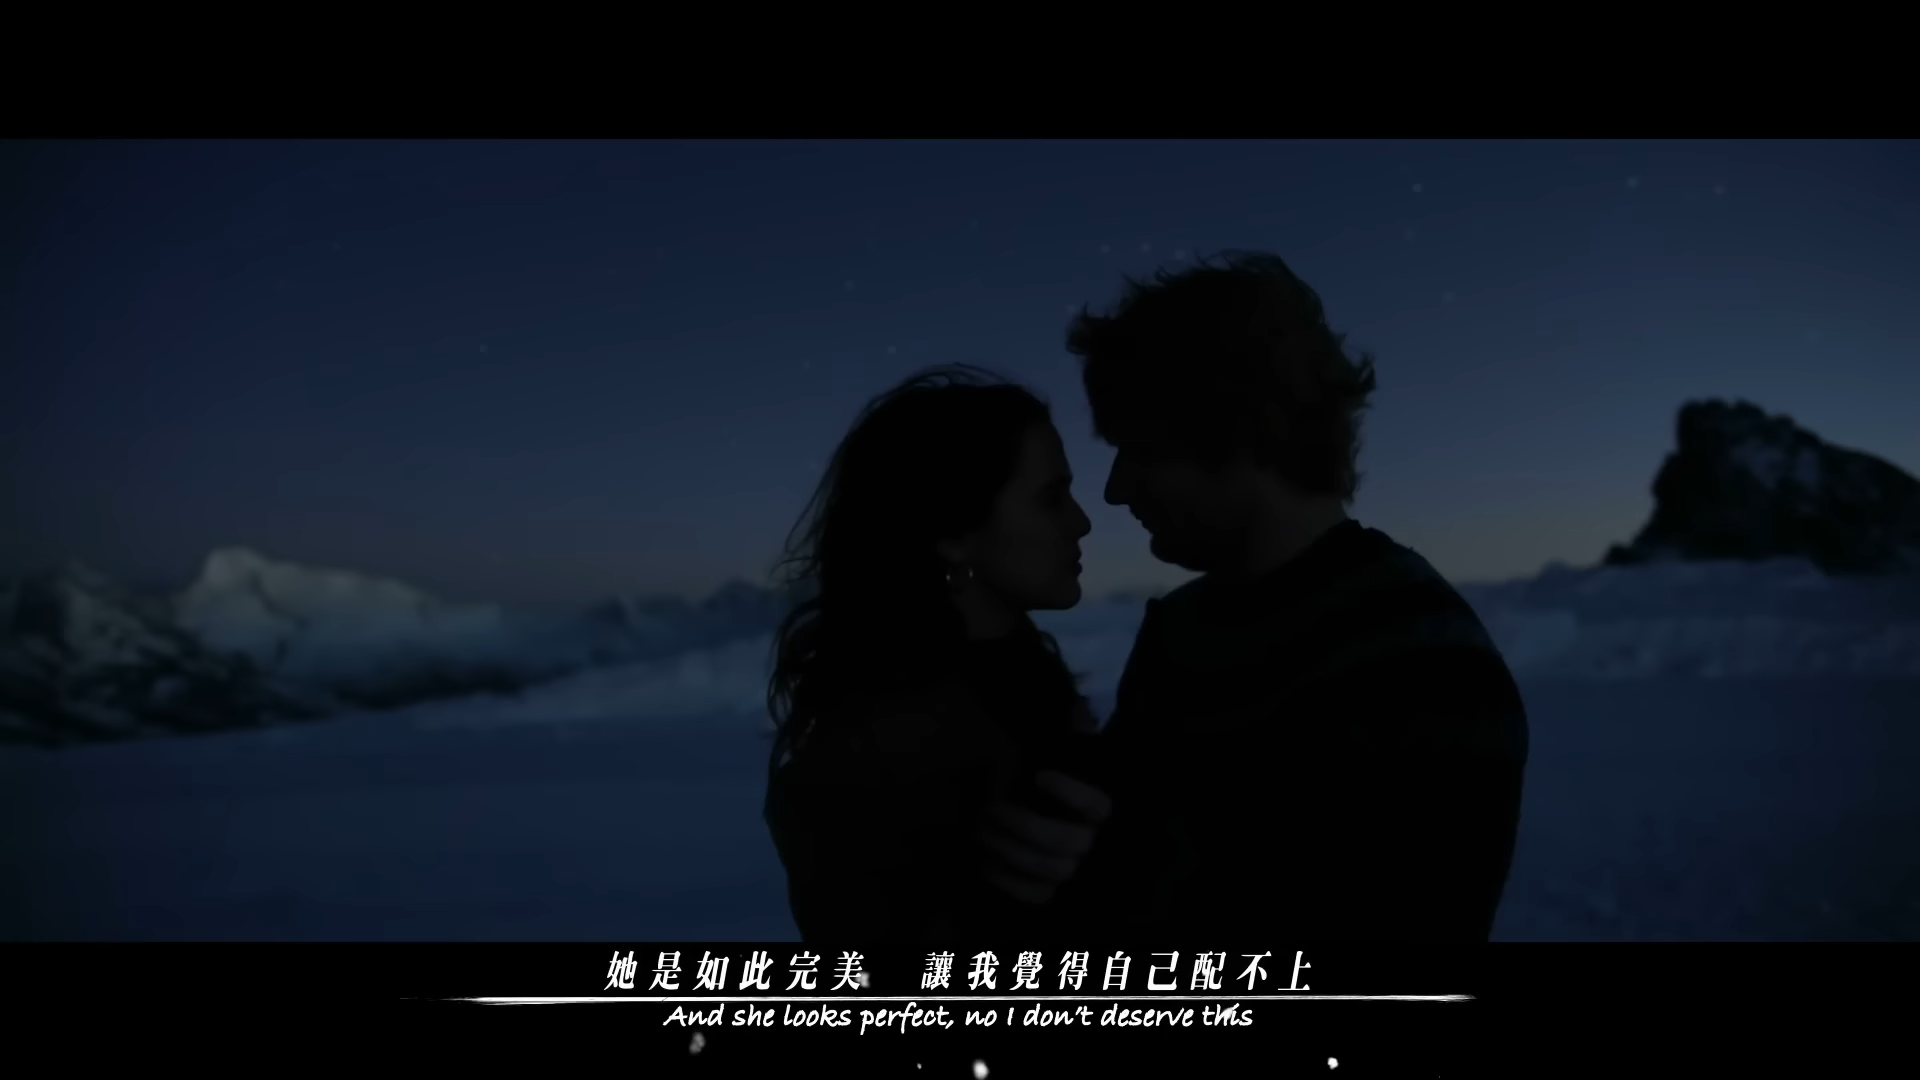 她是如此完美 讓我覺得自己配不上
And she looks perfect, no I don't deserve this